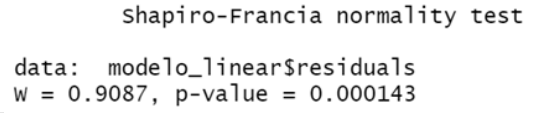 Shapiro-Francia normality test
data: modelo_linear$residuals
W = 0.9087, p-value = 0.000143